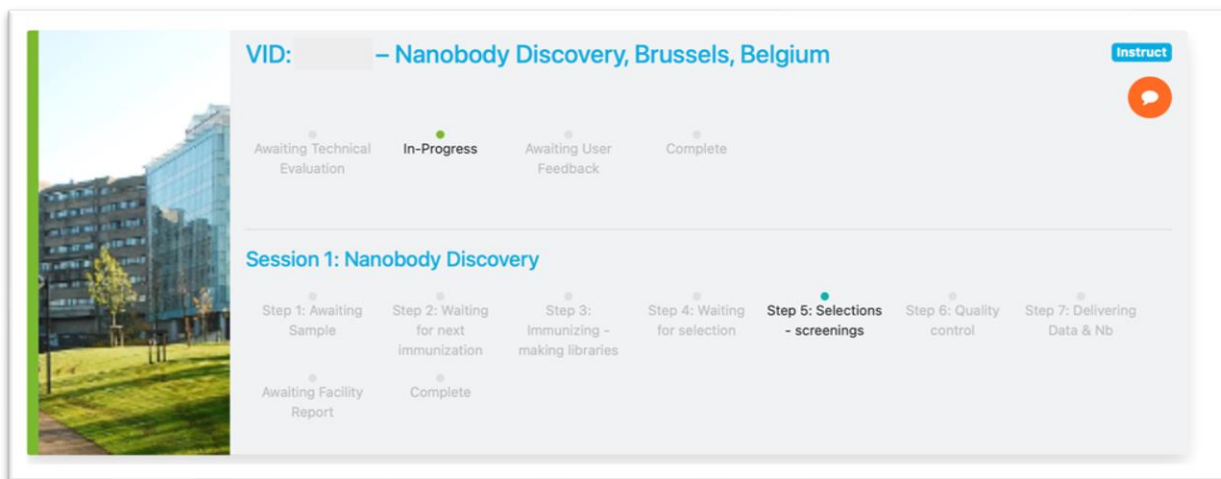 VID: – Nanobody Discovery, Brussels, Belgium
Instruct
Awaiting Technical
Evaluation
In-Progress
Awaiting User
Feedback
Complete
Session 1: Nanobody Discovery
Step 1: Awaiting
Sample
Step 2: Waiting
for next
immunization
Step 3:
Immunizing -
making libraries
Step 4: Waiting
for selection
Step 5: Selections
- screenings
Step 6: Quality
control
Step 7: Delivering
Data & Nb
Awaiting Facility
Report
Complete